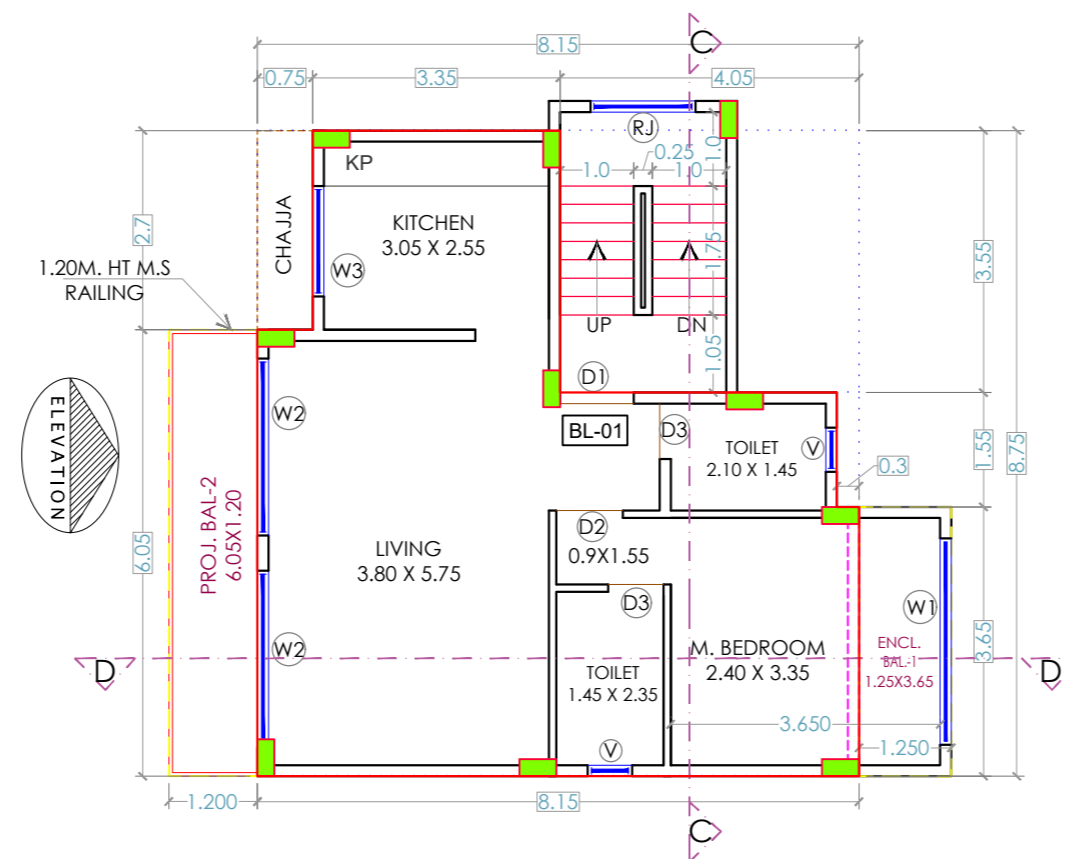 C
8.15
0.75
3.35
4.05
RJ
KP
0.25
1.0
1.0
1.0
CHAJJA
KITCHEN
3.05 X 2.55
2.7
W3
1.75
3.55
1.20M. HT M.S
RAILING
UP
DN
1.05
D1
ELEVATION
W2
BL-01
D3
TOILET
2.10 X 1.45
V
1.55
8.75
0.3
PROJ. BAL-2
6.05X1.20
6.05
LIVING
3.80 X 5.75
D2
0.9X1.55
D3
W1
W2
TOILET
1.45 X 2.35
M. BEDROOM
2.40 X 3.35
ENCL.
BAL-1
1.25X3.65
3.65
D
D
3.650
1.250
V
1.200
8.15
C